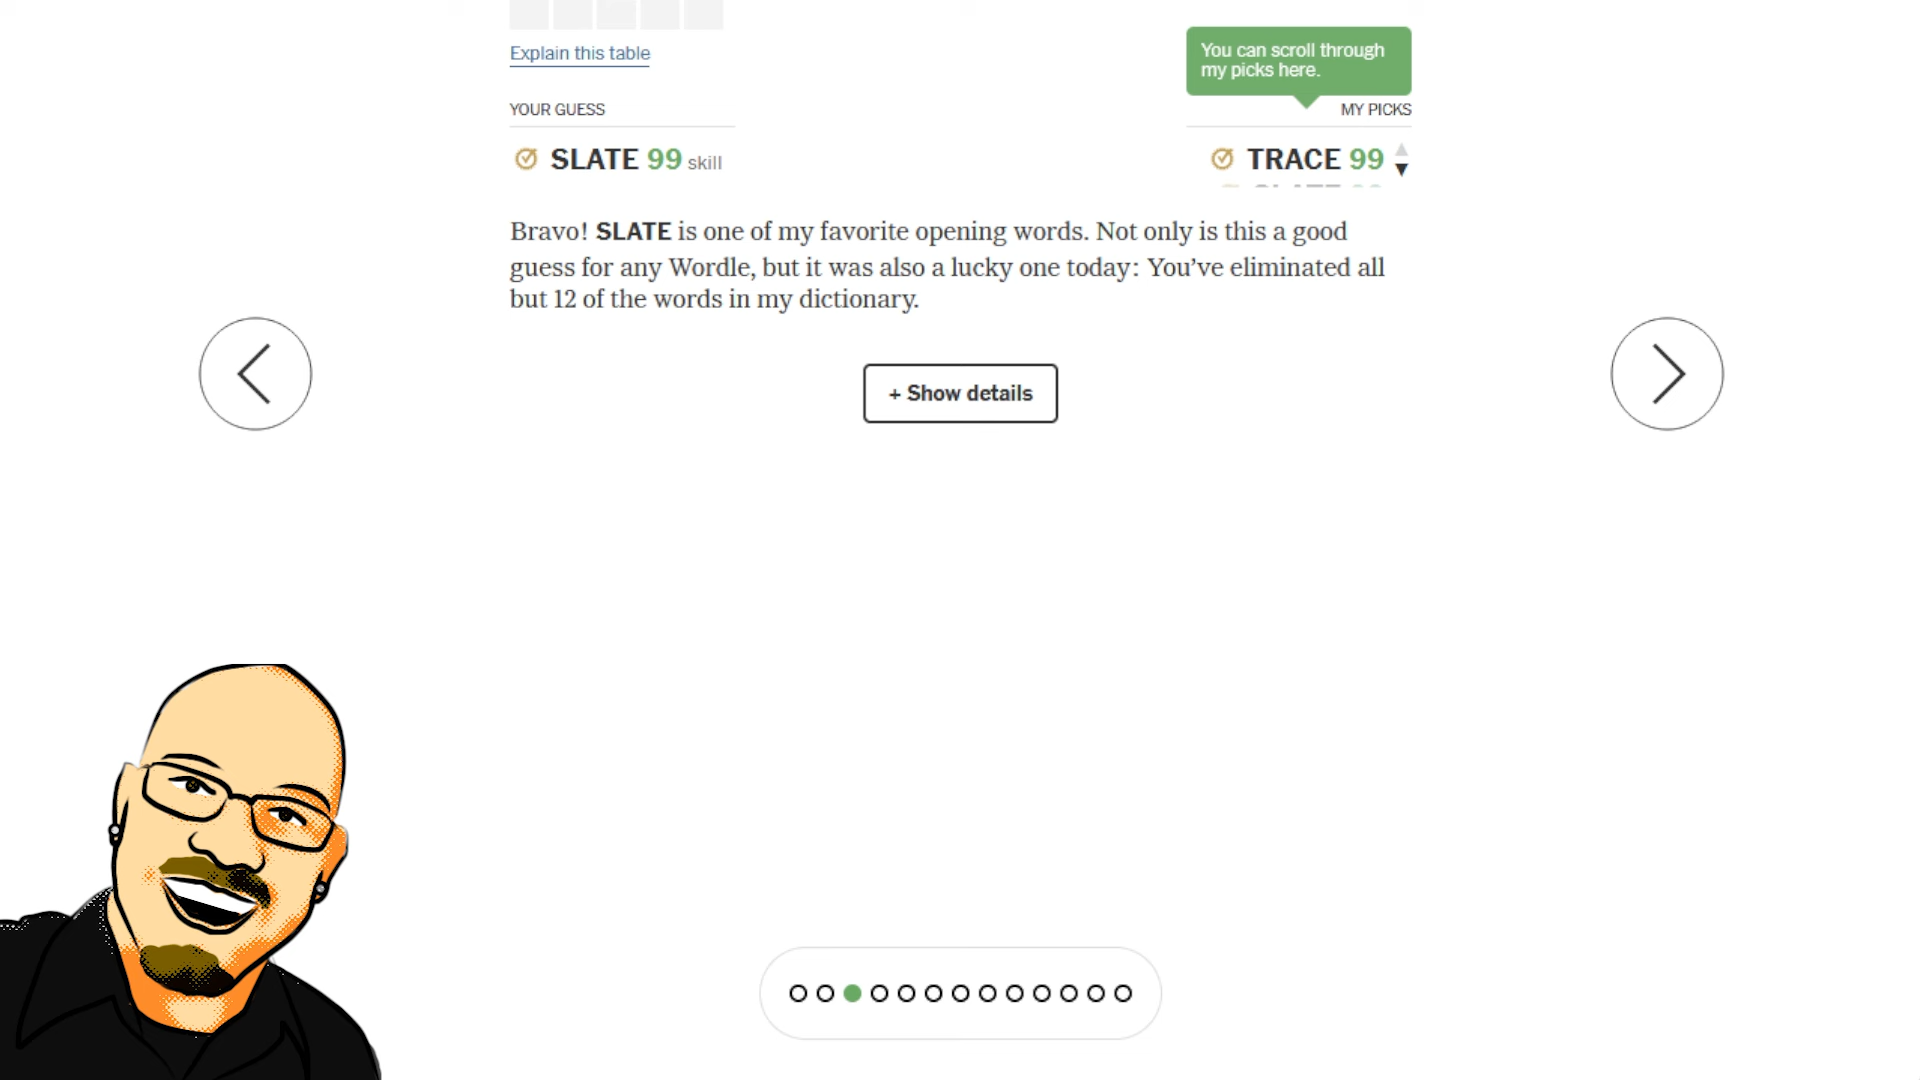 Explain this table
You can scroll through
my picks here.
YOUR GUESS
MY PICKS
SLATE 99 skill
TRACE 99
Bravo! SLATE is one of my favorite opening words. Not only is this a good
guess for any Wordle, but it was also a lucky one today: You’ve eliminated all
but 12 of the words in my dictionary.
+ Show details